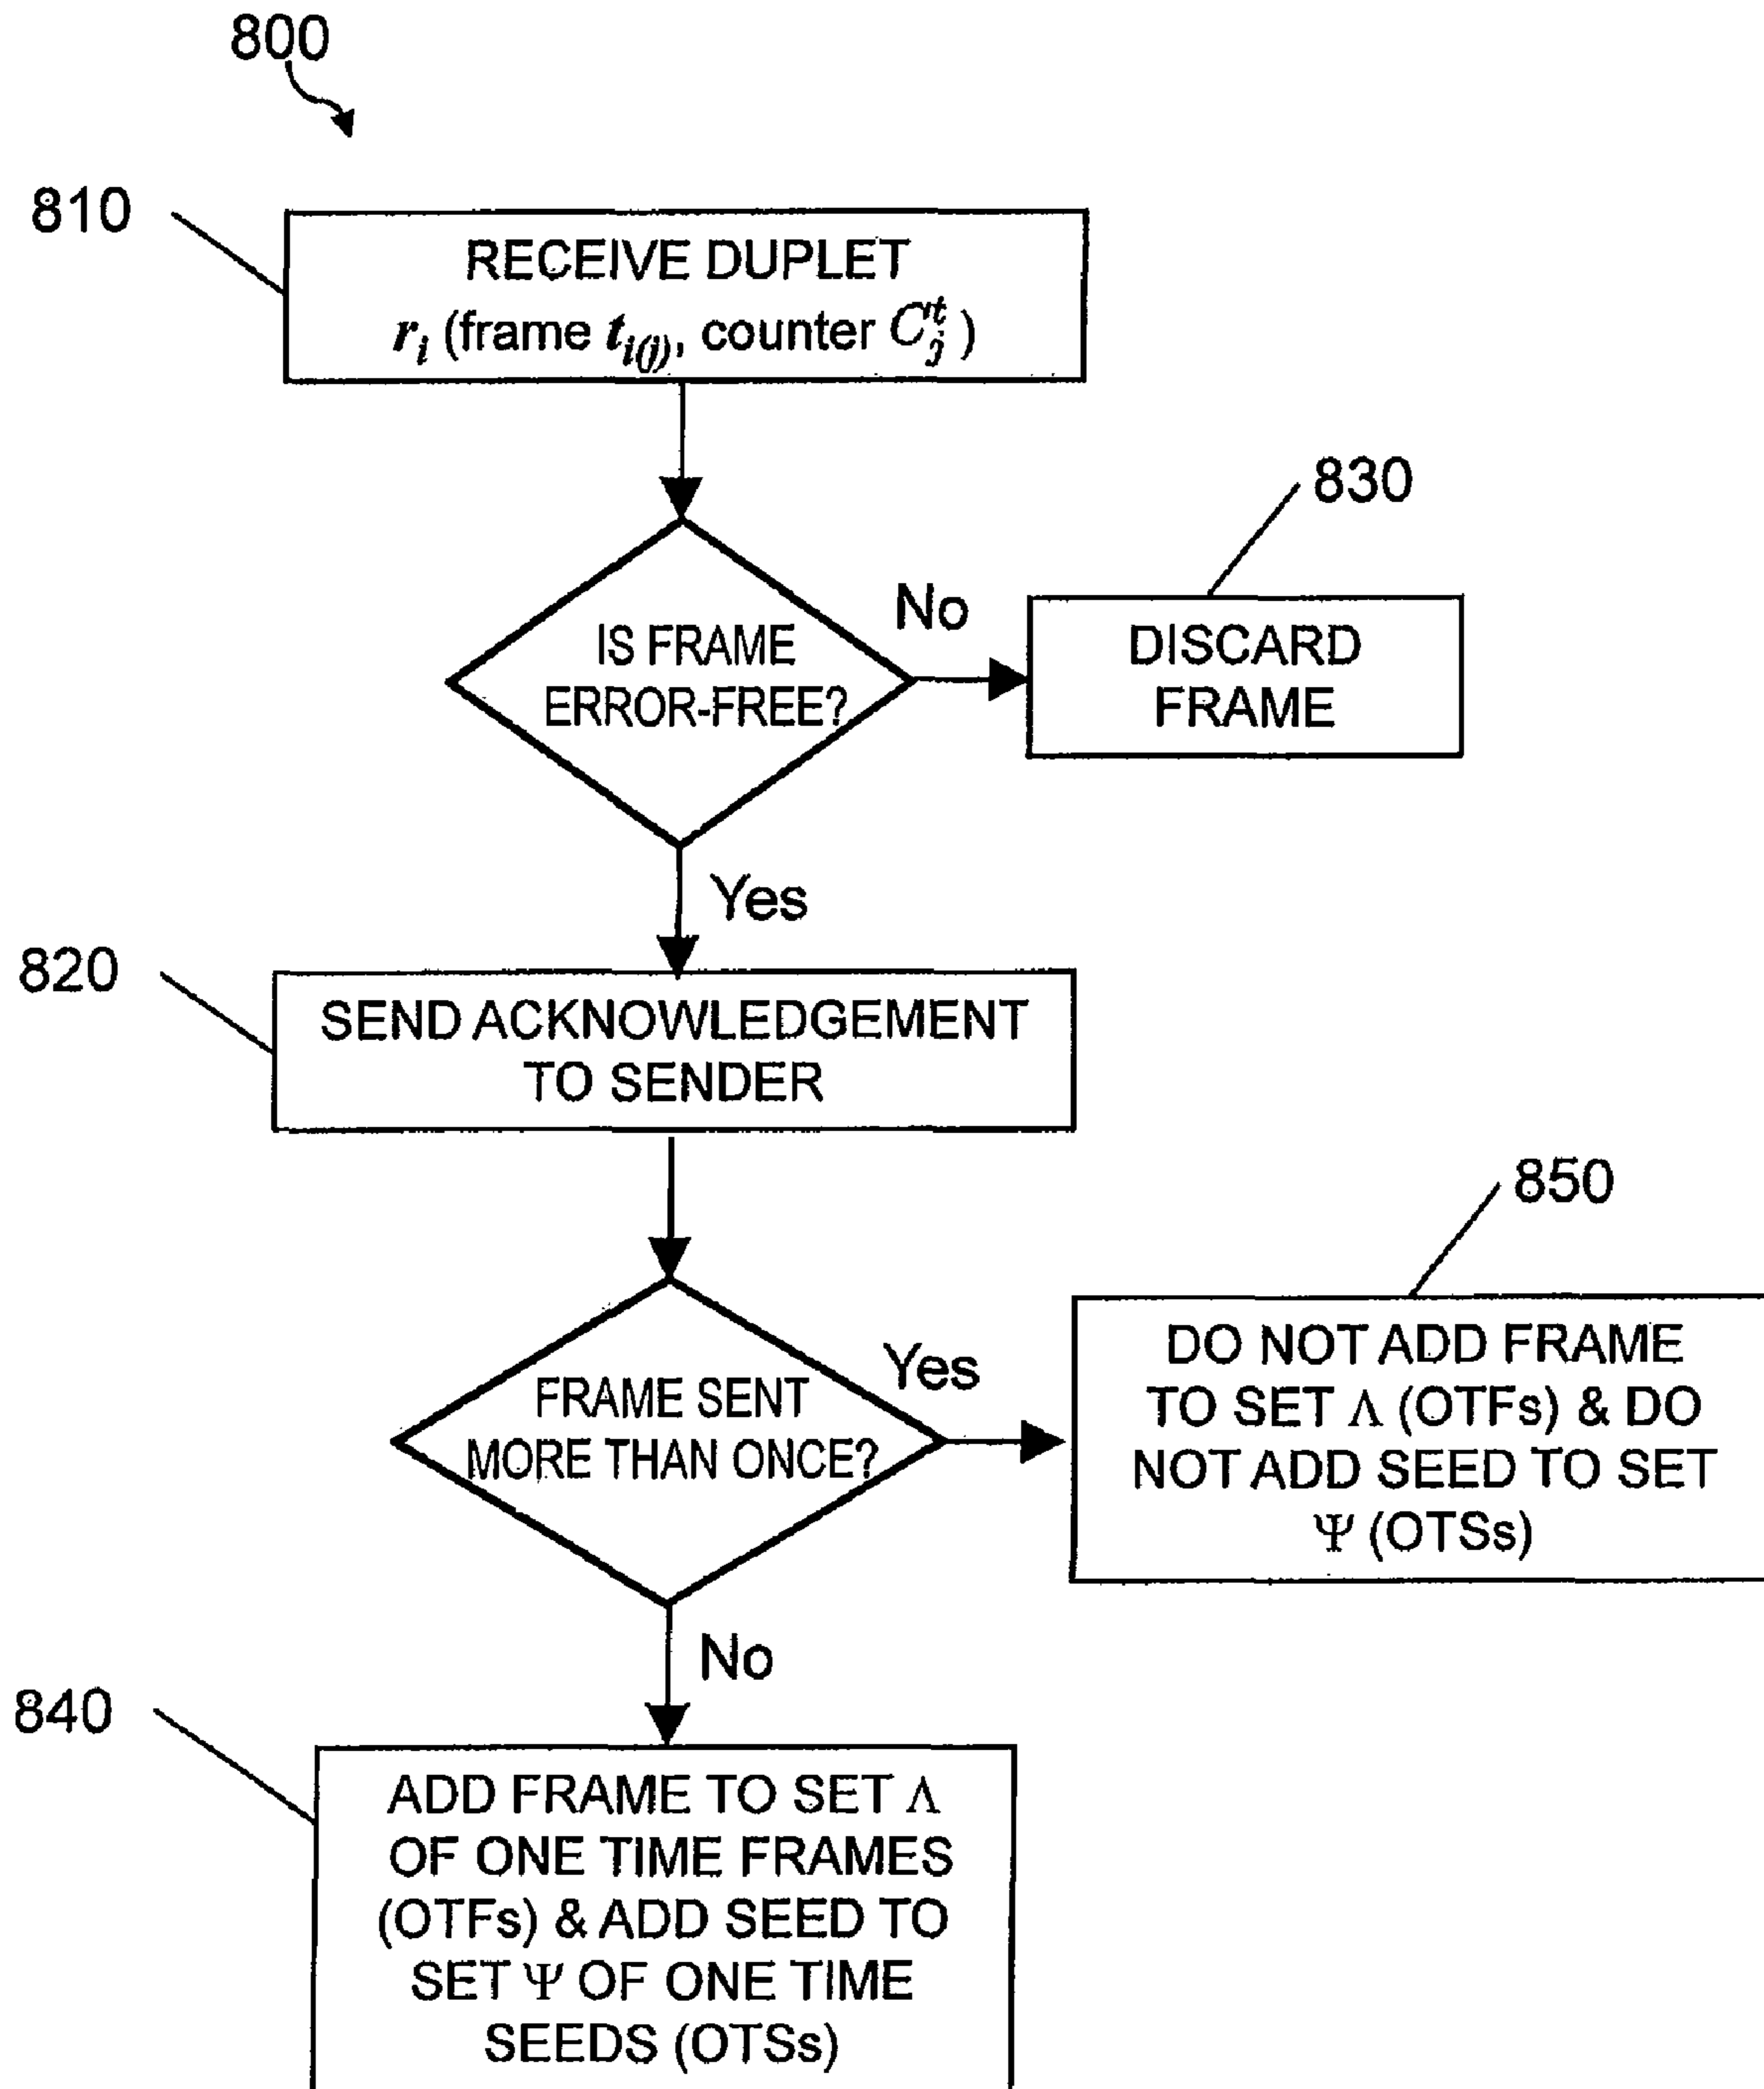 800
810
RECEIVE DUPLET
r_i (frame t_{i(j)}, counter C'^t_j)
830
No
IS FRAME
ERROR-FREE?
DISCARD
FRAME
Yes
820
SEND ACKNOWLEDGEMENT
TO SENDER
850
Yes
FRAME SENT
MORE THAN ONCE?
DO NOT ADD FRAME
TO SET Λ (OTFs) & DO
NOT ADD SEED TO SET
Ψ (OTSs)
No
840
ADD FRAME TO SET Λ
OF ONE TIME FRAMES
(OTFs) & ADD SEED TO
SET Ψ OF ONE TIME
SEEDS (OTSs)